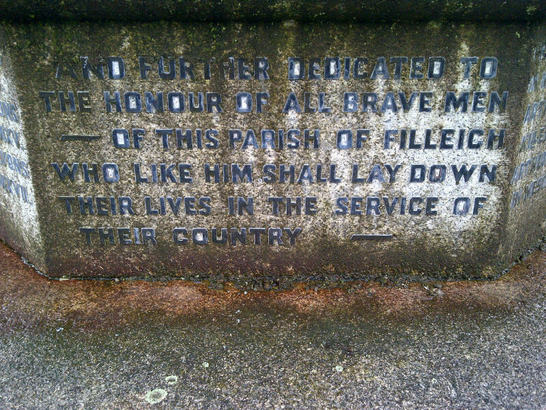 AND FURTHER DEDICATED TO
THE HONOUR OF ALL BRAVE MEN
— OF THIS PARISH OF FILLEIGH
WHO LIKE HIM SHALL LAY DOWN
THEIR LIVES IN THE SERVICE OF
THEIR COUNTRY —